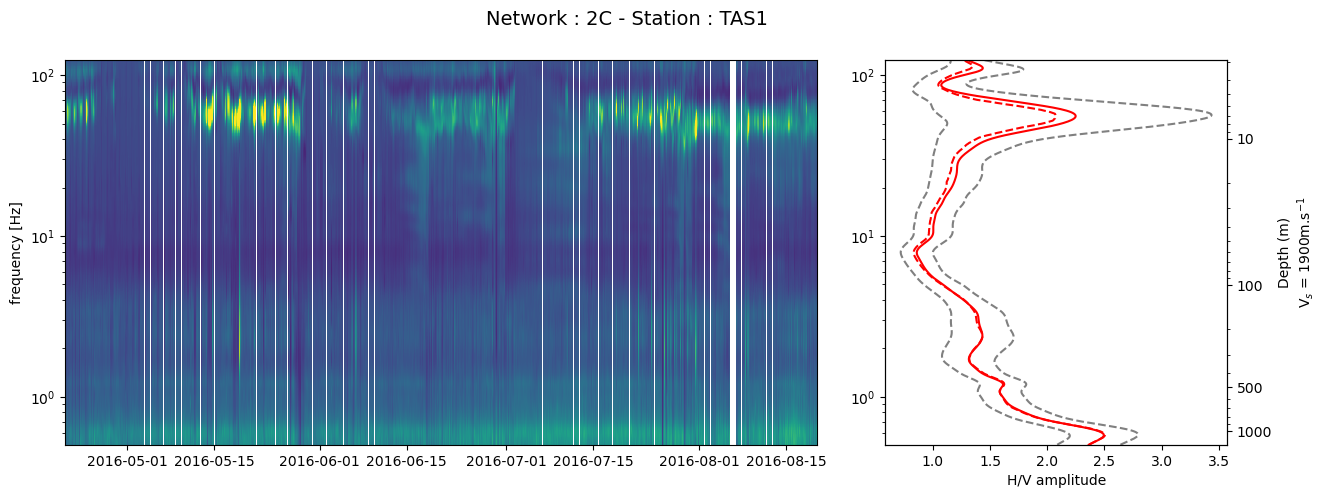 Network : 2C - Station : TAS1
frequency [Hz]
10²
10¹
10⁰
2016-05-01 2016-05-15 2016-06-01 2016-06-15 2016-07-01 2016-07-15 2016-08-01 2016-08-15
10²
10¹
10⁰
1.0 1.5 2.0 2.5 3.0 3.5
H/V amplitude
10
100
500
1000
Depth (m)
Vₛ = 1900m.s⁻¹